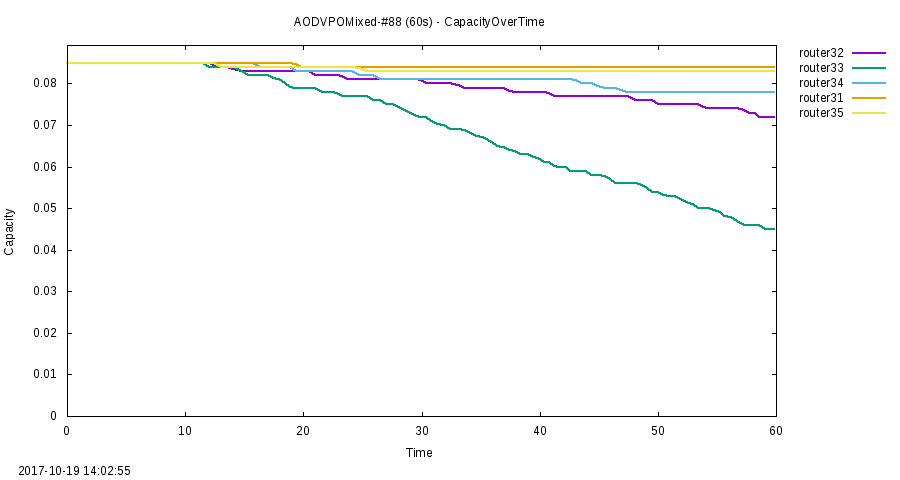 AODVPOMixed-#88 (60s) - CapacityOverTime
router32
router33
router34
router31
router35
0.08
0.07
0.06
0.05
0.04
0.03
0.02
0.01
0
Capacity
0 10 20 30 40 50 60
Time
2017-10-19 14:02:55